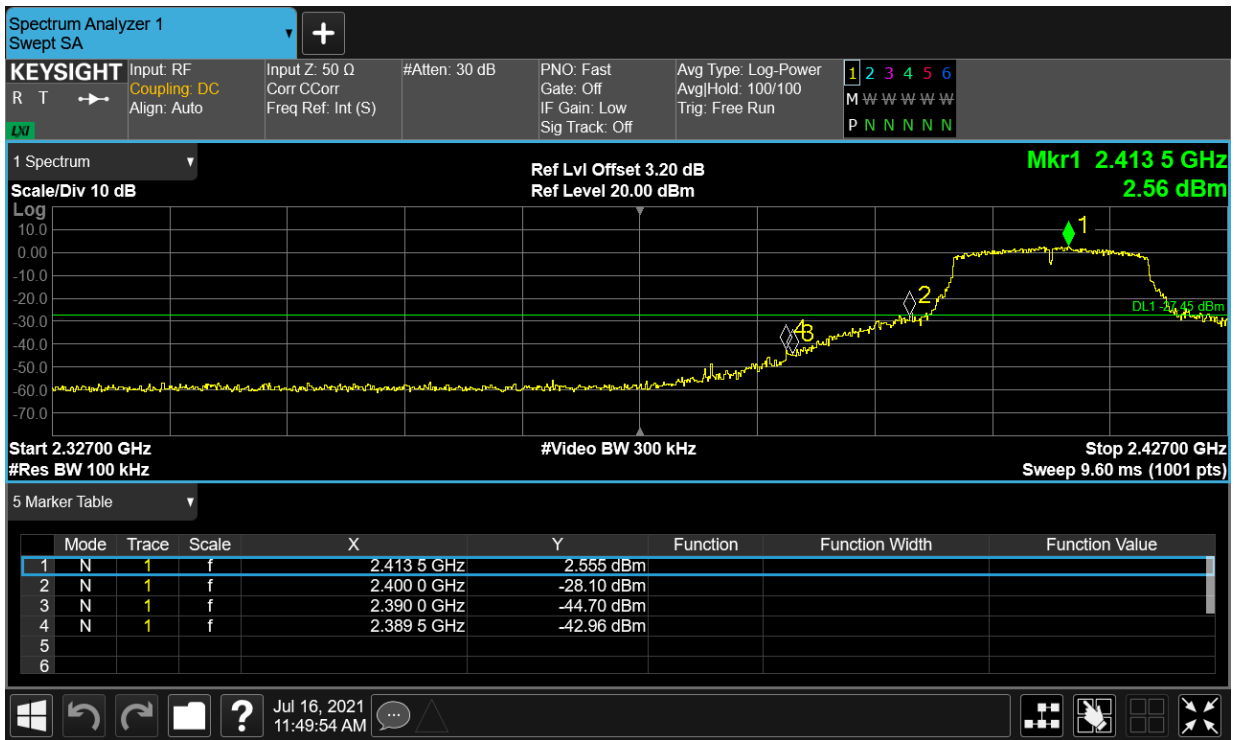 Spectrum Analyzer 1
Swept SA
KEYSIGHT Input: RF Input Z: 50 Ω #Atten: 30 dB PNO: Fast Avg Type: Log-Power 1 2 3 4 5 6
R T Coupling: DC Corr CCorr Gate: Off Avg|Hold: 100/100 M W W W W W
Align: Auto Freq Ref: Int (S) IF Gain: Low Trig: Free Run
LXI Sig Track: Off P N N N N N
1 Spectrum Ref Lvl Offset 3.20 dB Mkr1 2.413 5 GHz
Scale/Div 10 dB Ref Level 20.00 dBm 2.56 dBm
Log
10.0 1
0.00
-10.0
-20.0 2
DL1 -27.45 dBm
-30.0 4 3
-40.0
-50.0
-60.0
-70.0
Start 2.32700 GHz #Video BW 300 kHz Stop 2.42700 GHz
#Res BW 100 kHz Sweep 9.60 ms (1001 pts)
5 Marker Table
Mode Trace Scale X Y Function Function Width Function Value
1 N 1 f 2.413 5 GHz 2.555 dBm
2 N 1 f 2.400 0 GHz -28.10 dBm
3 N 1 f 2.390 0 GHz -44.70 dBm
4 N 1 f 2.389 5 GHz -42.96 dBm
5
6
? Jul 16, 2021
11:49:54 AM